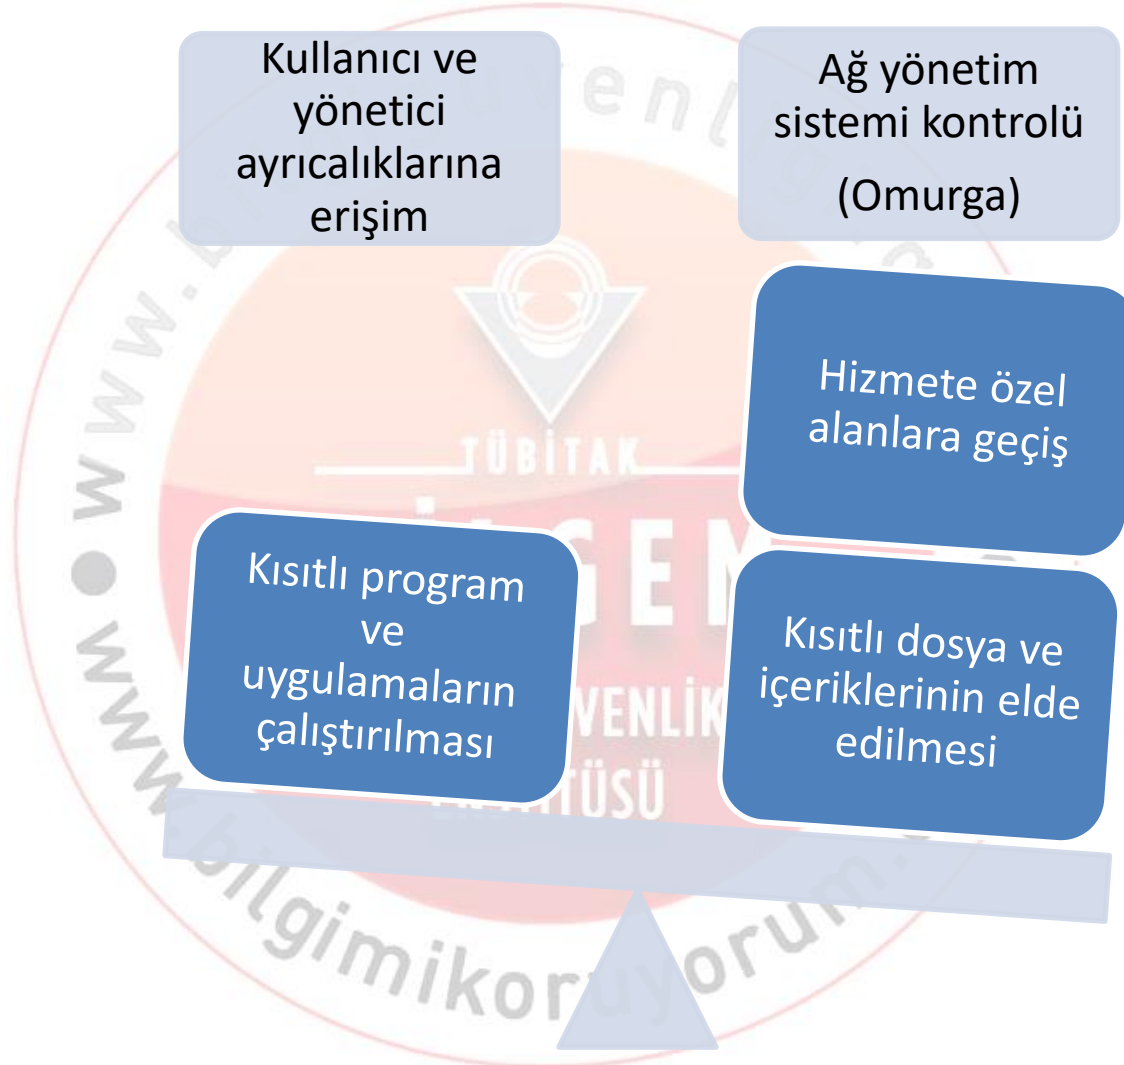 Kullanıcı ve
yönetici
ayrıcalıklarına
erişim
Ağ yönetim
sistemi kontrolü
(Omurga)
Hizmete özel
alanlara geçiş
Kısıtlı program
ve
uygulamaların
çalıştırılması
Kısıtlı dosya ve
içeriklerinin elde
edilmesi
TÜBİTAK
www.bilgimikoruyorum.